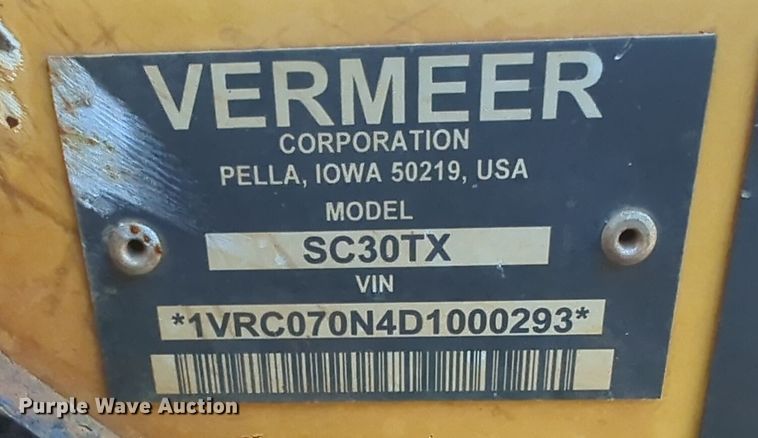 VERMEER
CORPORATION
PELLA, IOWA 50219, USA
MODEL
SC30TX
VIN
*1VRC070N4D1000293*
Purple Wave Auction